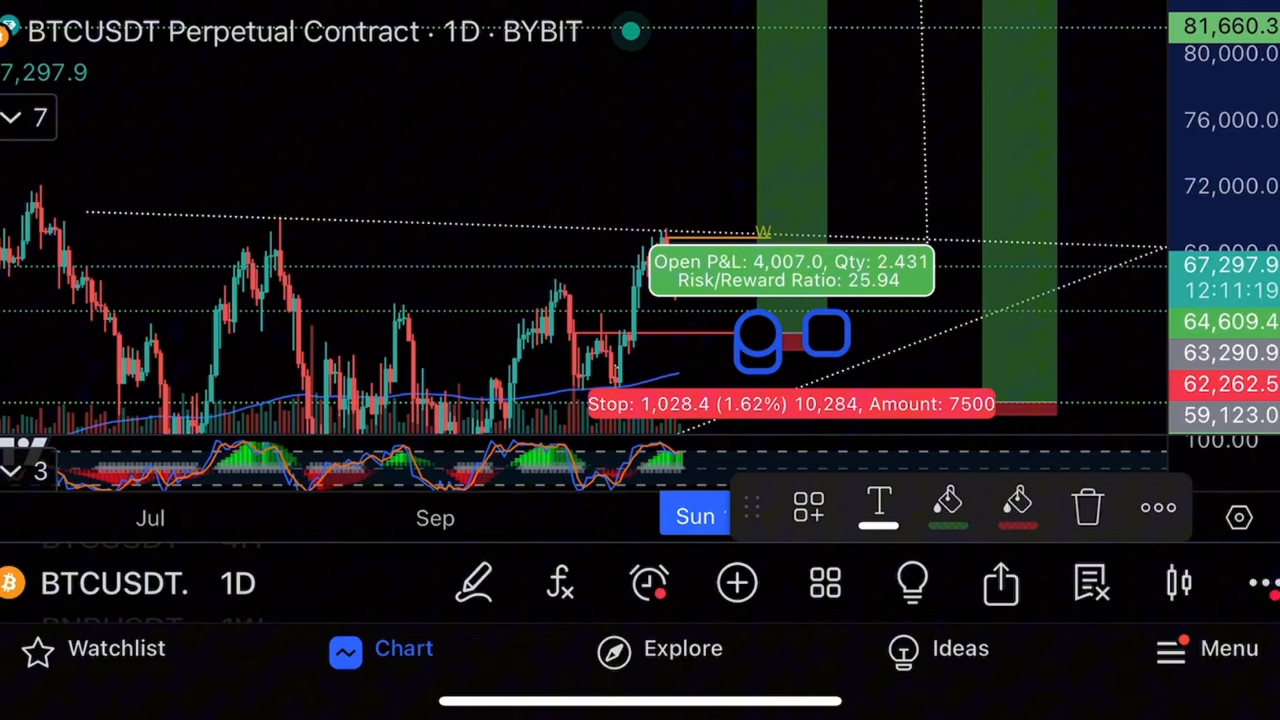 BTCUSDT Perpetual Contract · 1D · BYBIT
7,297.9
7
81,660.3
80,000.0
76,000.0
72,000.0
68,000.0
67,297.9
12:11:19
64,609.4
63,290.9
62,262.5
59,123.0
100.00
W
Open P&L: 4,007.0, Qty: 2.431
Risk/Reward Ratio: 25.94
Stop: 1,028.4 (1.62%) 10,284, Amount: 7500
3
Jul
Sep
Sun
T
BTCUSDT.
1D
Watchlist
Chart
Explore
Ideas
Menu